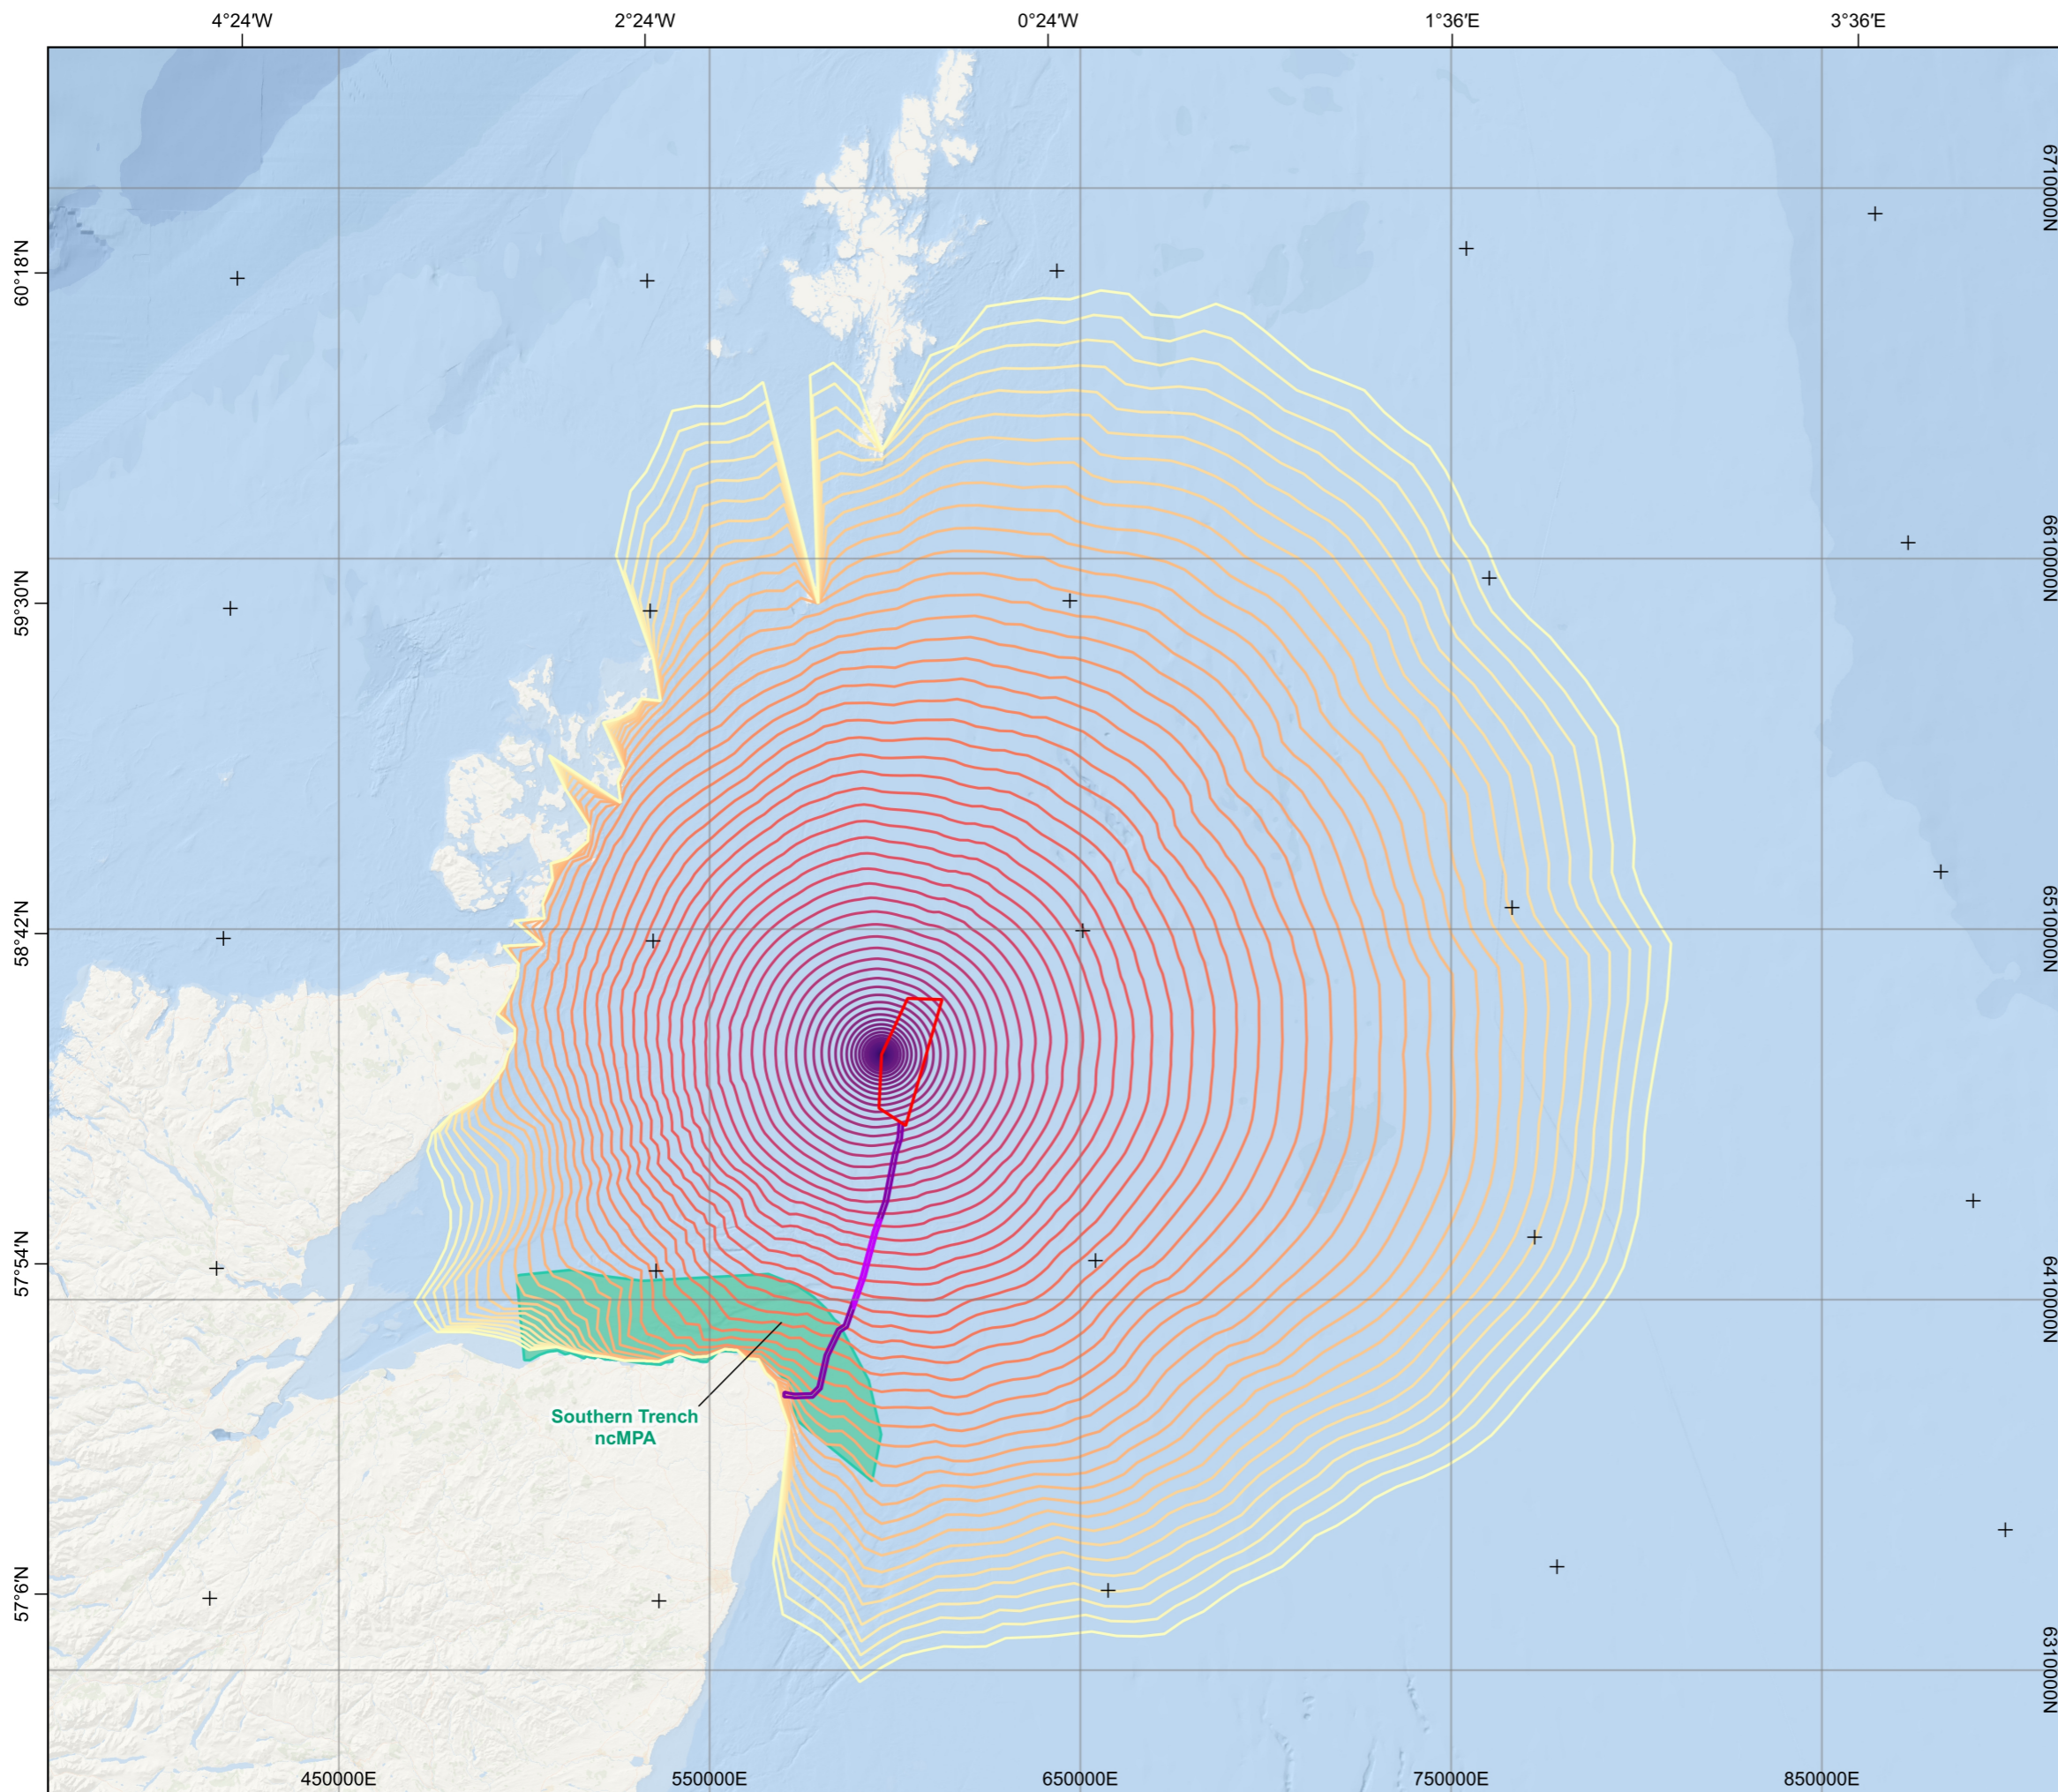 4°24'W
2°24'W
0°24'W
1°36'E
3°36'E
6710000N
60°18'N
6610000N
59°30'N
6510000N
58°42'N
6410000N
57°54'N
Southern Trench
ncMPA
57°6'N
6310000N
450000E
550000E
650000E
750000E
850000E